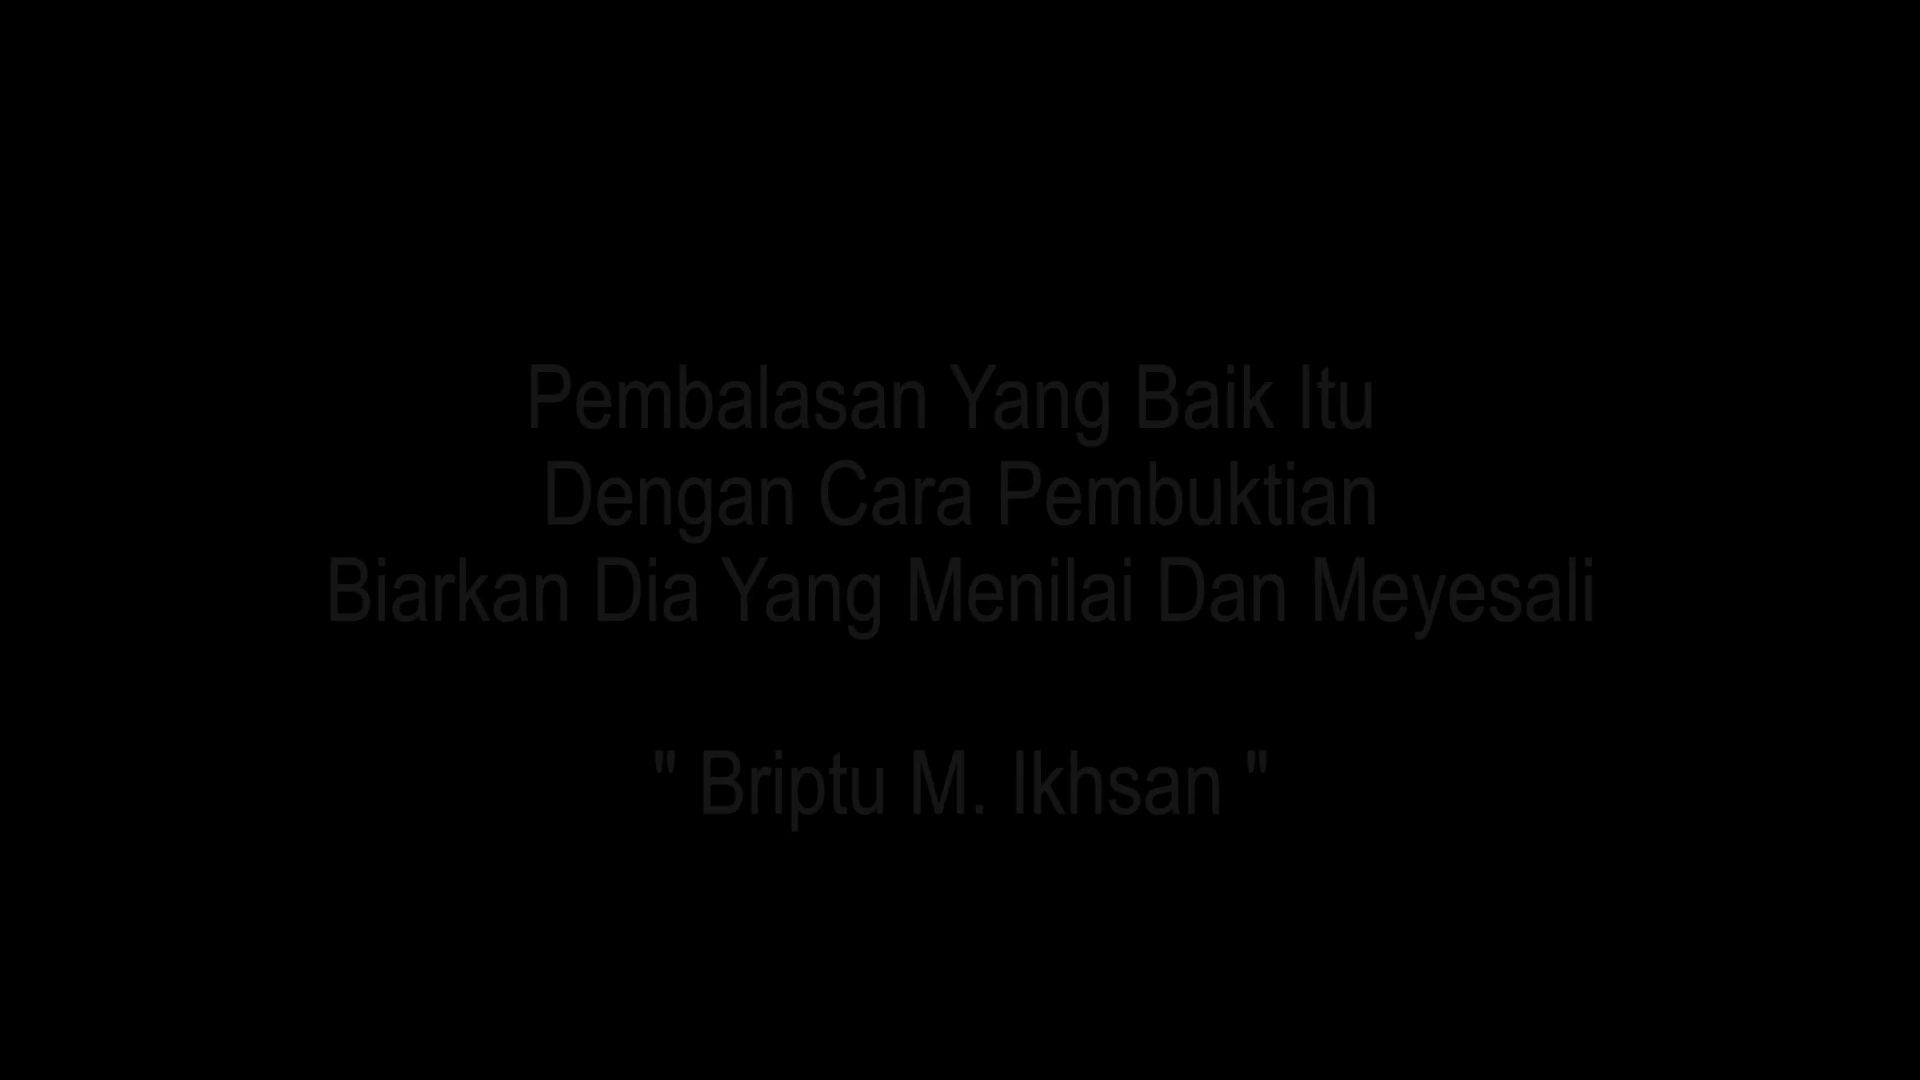 Pembalasan Yang Baik Itu
Dengan Cara Pembuktian
Biarkan Dia Yang Menilai Dan Meyesali
" Briptu M. Ikhsan "